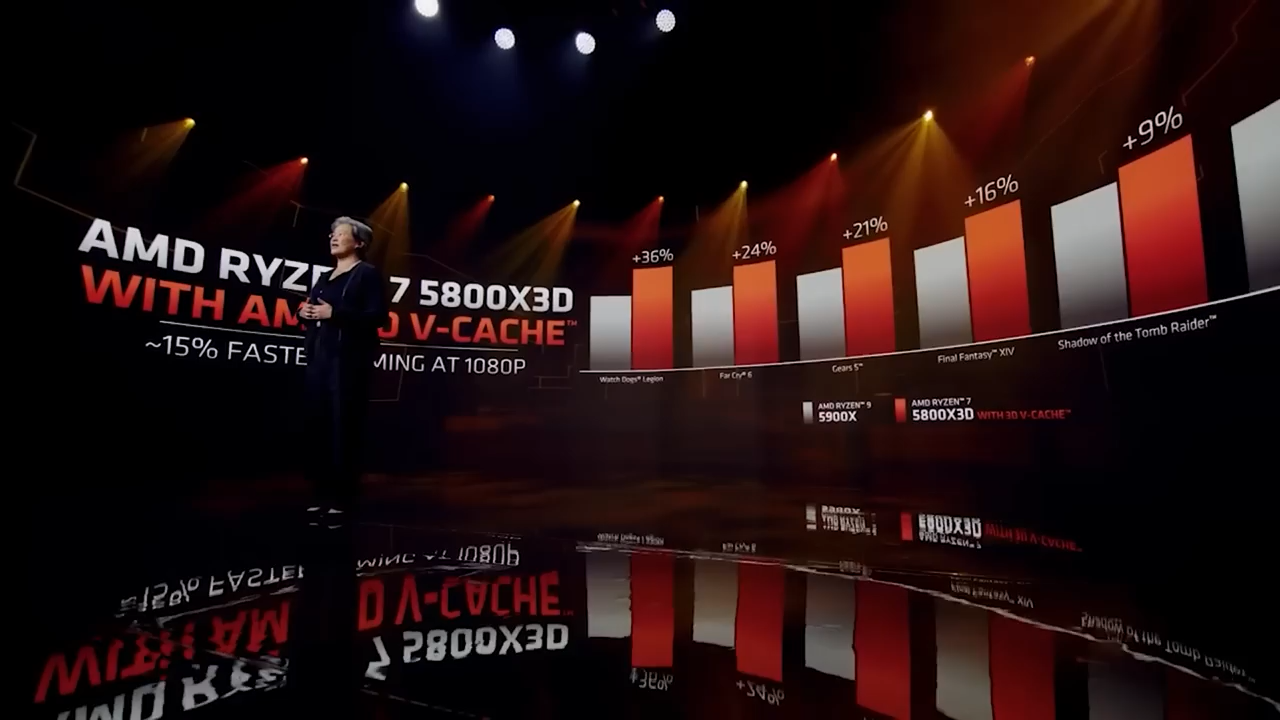 AMD RYZE 7 5800X3D
WITH AM D V-CACHE™
~15% FASTE MING AT 1080P
+36%
+24%
+21%
+16%
+9%
Watch Dogs® Legion
Far Cry® 6
Gears 5™
Final Fantasy™ XIV
Shadow of the Tomb Raider™
AMD RYZEN™ 9
5900X
AMD RYZEN™ 7
5800X3D WITH 3D V-CACHE™